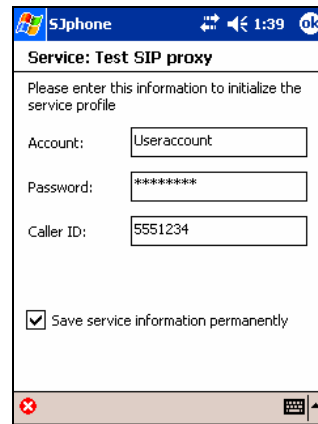 SJphone 1:39 ok
Service: Test SIP proxy
Please enter this information to initialize the
service profile
Account: Useraccount
Password: ********
Caller ID: 5551234
Save service information permanently